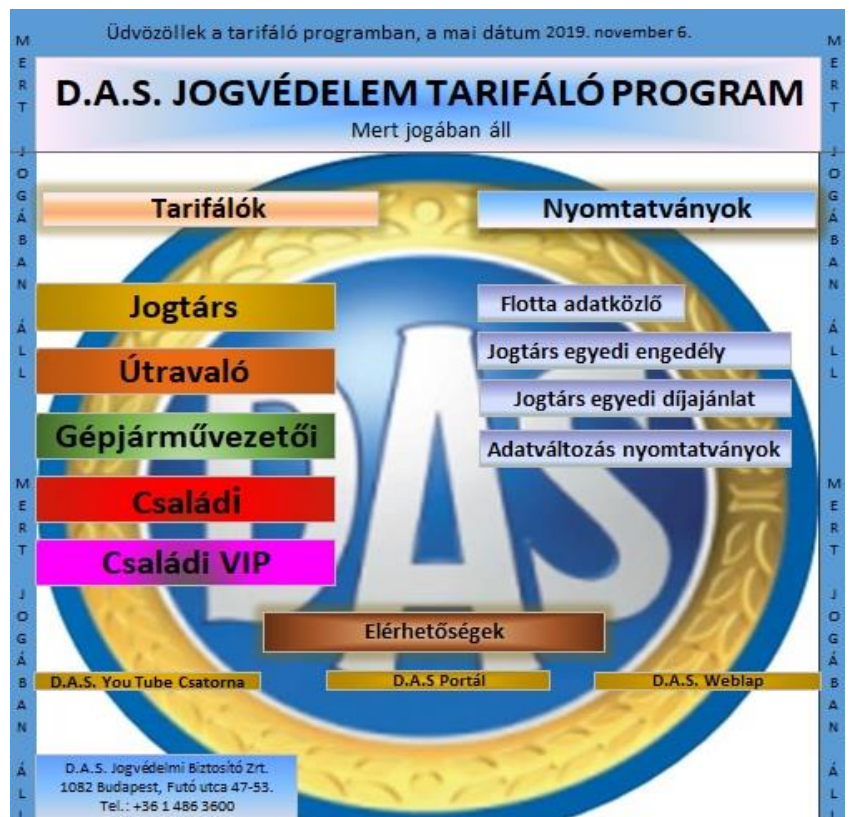 Üdvözöllek a tarifáló programban, a mai dátum 2019. november 6.
D.A.S. JOGVÉDELEM TARIFÁLÓ PROGRAM
Mert jogában áll
MERT JOGÁBAN ÁLL
MERT JOGÁBAN ÁLL
MERT JOGÁBAN ÁLL
MERT JOGÁBAN ÁLL
Tarifálók
Nyomtatványok
Jogtárs
Útravaló
Gépjárművezetői
Családi
Családi VIP
Flotta adatközlő
Jogtárs egyedi engedély
Jogtárs egyedi díjajánlat
Adatváltozás nyomtatványok
DAS
Elérhetőségek
D.A.S. You Tube Csatorna
D.A.S Portál
D.A.S. Weblap
D.A.S. Jogvédelmi Biztosító Zrt.
1082 Budapest, Futó utca 47-53.
Tel.: +36 1 486 3600